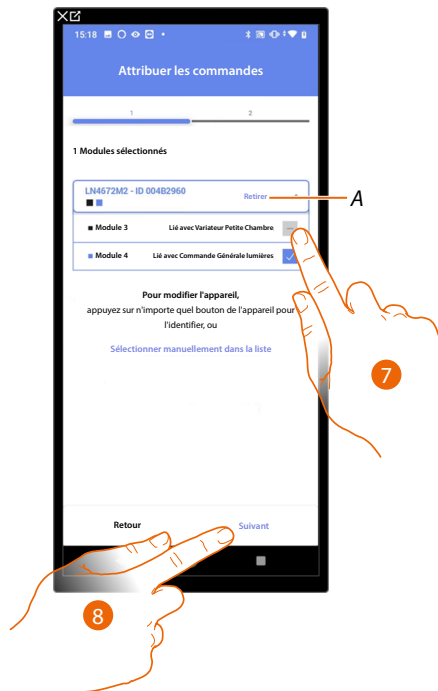 15:18
Attribuer les commandes
1 2
1 Modules sélectionnés
LN4672M2 - ID 004B2960
Retirer
A
Module 3 Lié avec Variateur Petite Chambre
Module 4 Lié avec Commande Générale lumières
Pour modifier l'appareil,
appuyez sur n'importe quel bouton de l'appareil pour
l'identifier, ou
Sélectionner manuellement dans la liste
7
Retour Suivant
8